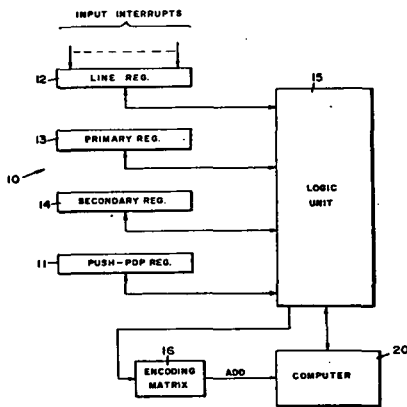 INPUT INTERRUPTS
12
LINE REG.
15
13
PRIMARY REG.
10
LOGIC
UNIT
14
SECONDARY REG.
11
PUSH-POP REG.
16
ENCODING
MATRIX
ADD
COMPUTER
20